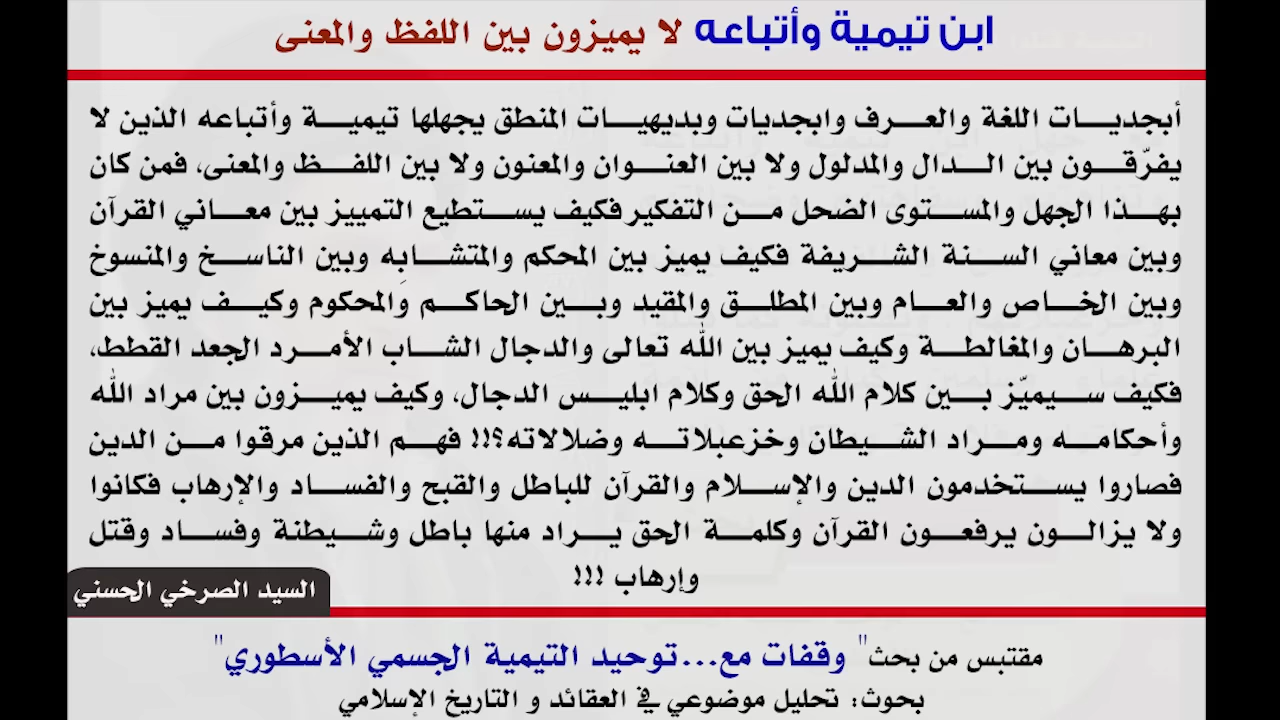 ابن تيمية وأتباعه لا يميزون بين اللفظ والمعنى
أبجديات اللغة والعرف وابجديات وبديهيات المنطق يجهلها تيمية وأتباعه الذين لا
يفرّقون بين الدال والمدلول ولا بين العنوان والمعنون ولا بين اللفظ والمعنى، فمن كان
بهذا الجهل والمستوى الضحل من التفكير فكيف يستطيع التمييز بين معاني القرآن
وبين معاني السنة الشريفة فكيف يميز بين المحكم والمتشابِه وبين الناسخ والمنسوخ
وبين الخاص والعام وبين المطلق والمقيد وبين الحاكم والمحكوم وكيف يميز بين
البرهان والمغالطة وكيف يميز بين الله تعالى والدجال الشاب الأمرد الجعد القطط،
فكيف سيميّز بين كلام الله الحق وكلام ابليس الدجال، وكيف يميزون بين مراد الله
وأحكامه ومراد الشيطان وخزعبلاته وضلالاته؟!! فهم الذين مرقوا من الدين
فصاروا يستخدمون الدين والإسلام والقرآن للباطل والقبح والفساد والإرهاب فكانوا
ولا يزالون يرفعون القرآن وكلمة الحق يراد منها باطل وشيطنة وفساد وقتل
وإرهاب !!!
السيد الصرخي الحسني
مقتبس من بحث" وقفات مع...توحيد التيمية الجسمي الأسطوري"
بحوث: تحليل موضوعي في العقائد و التاريخ الإسلامي